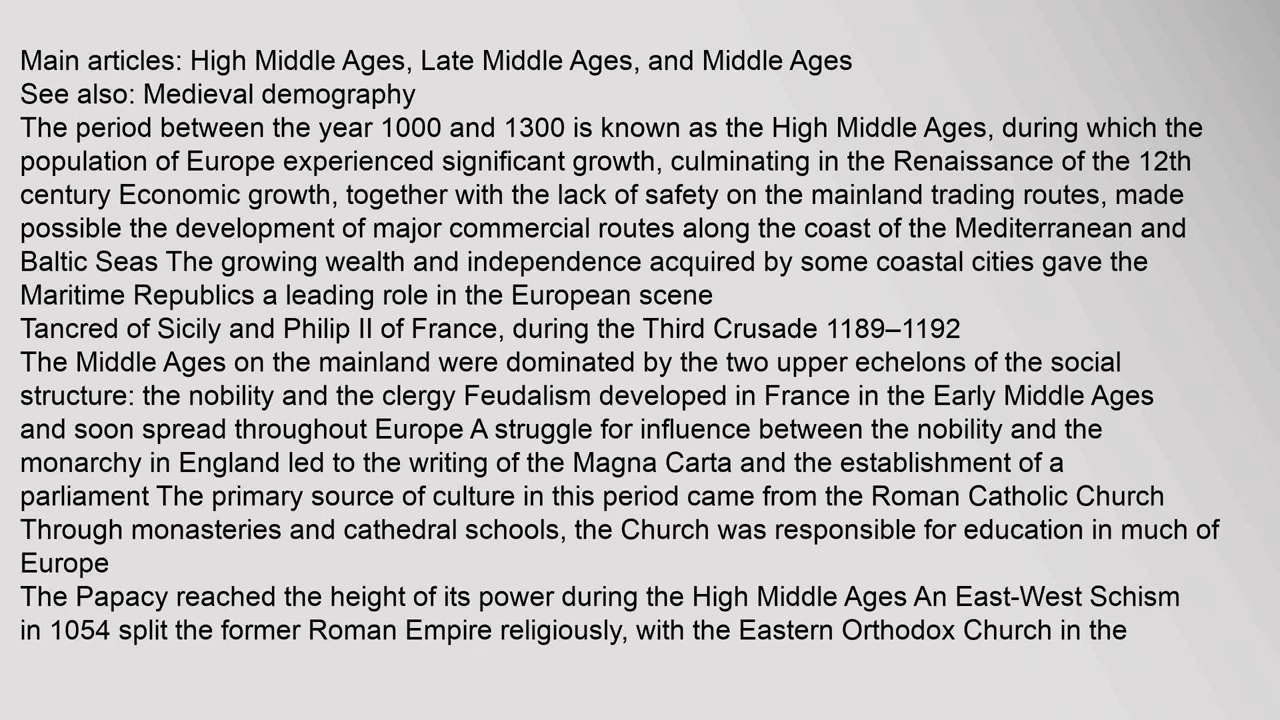 Main articles: High Middle Ages, Late Middle Ages, and Middle Ages
See also: Medieval demography
The period between the year 1000 and 1300 is known as the High Middle Ages, during which the
population of Europe experienced significant growth, culminating in the Renaissance of the 12th
century Economic growth, together with the lack of safety on the mainland trading routes, made
possible the development of major commercial routes along the coast of the Mediterranean and
Baltic Seas The growing wealth and independence acquired by some coastal cities gave the
Maritime Republics a leading role in the European scene
Tancred of Sicily and Philip II of France, during the Third Crusade 1189–1192
The Middle Ages on the mainland were dominated by the two upper echelons of the social
structure: the nobility and the clergy Feudalism developed in France in the Early Middle Ages
and soon spread throughout Europe A struggle for influence between the nobility and the
monarchy in England led to the writing of the Magna Carta and the establishment of a
parliament The primary source of culture in this period came from the Roman Catholic Church
Through monasteries and cathedral schools, the Church was responsible for education in much of
Europe
The Papacy reached the height of its power during the High Middle Ages An East-West Schism
in 1054 split the former Roman Empire religiously, with the Eastern Orthodox Church in the